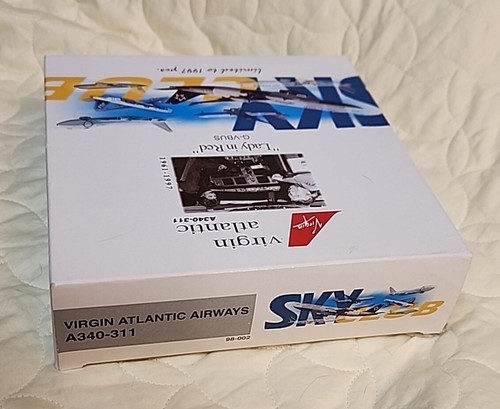 SKY CLUB
Limited to 1997 pcs.
"Lady in Red"
G-VBUS
1961-1997
virgin
atlantic
A340-311
Virgin
VIRGIN ATLANTIC AIRWAYS
A340-311
98-002
SKY CLUB